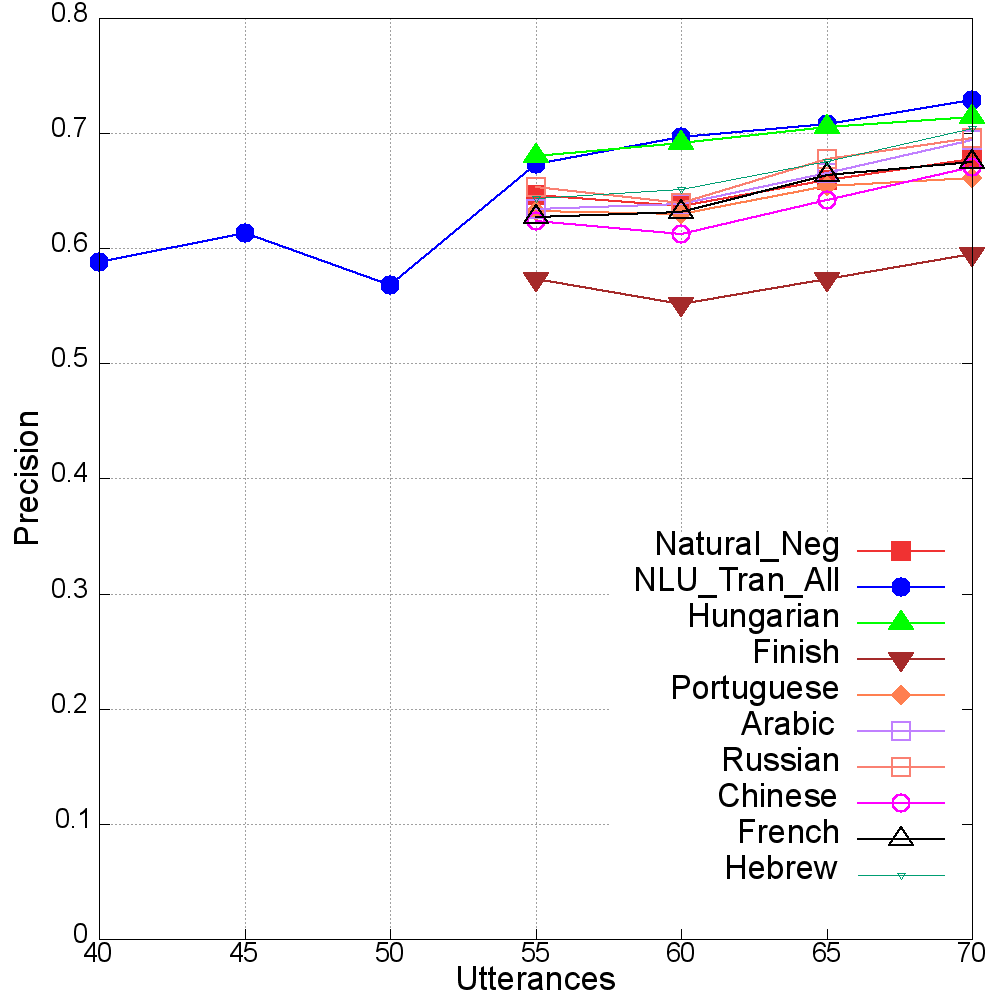 0.8
0.7
0.6
0.5
0.4
0.3
0.2
0.1
0
Precision
Natural_Neg
NLU_Tran_All
Hungarian
Finish
Portuguese
Arabic
Russian
Chinese
French
Hebrew
40 45 50 55 60 65 70
Utterances